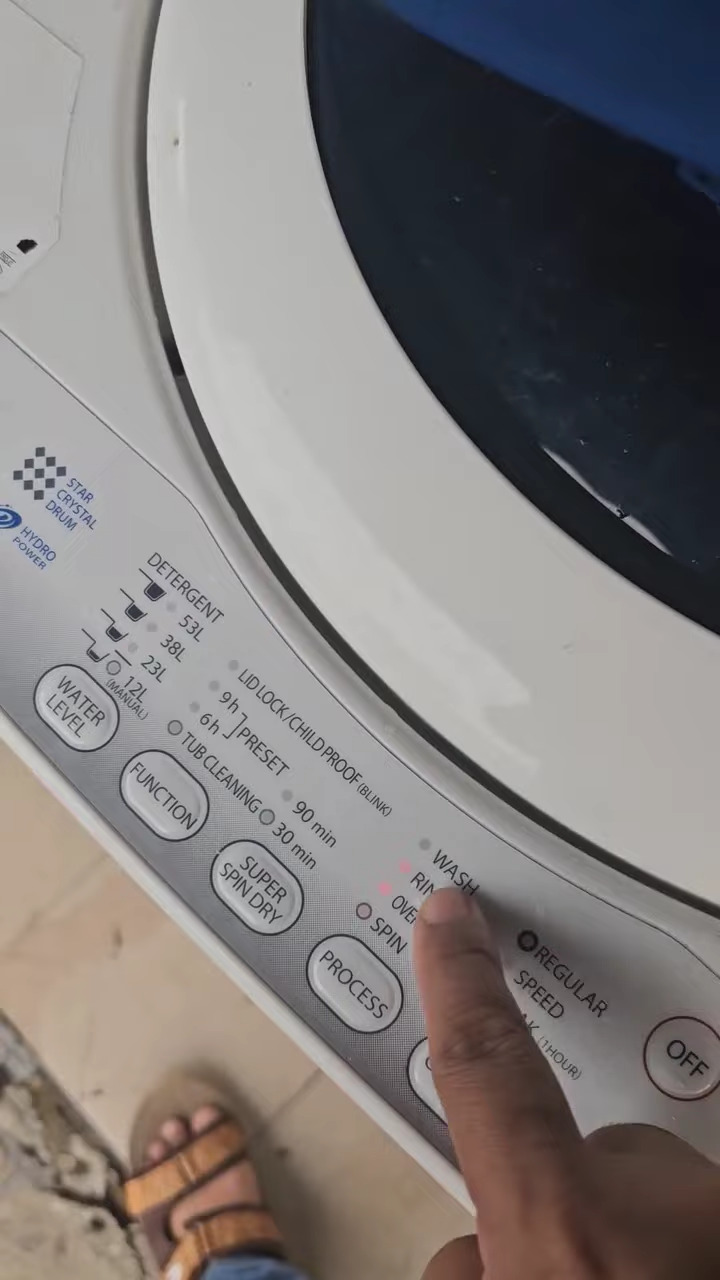 STAR
CRYSTAL
DRUM
HYDRO
POWER
DETERGENT
53L
38L
23L
12L
(MANUAL)
WATER
LEVEL
LID LOCK/CHILD PROOF (BLINK)
9h
6h
PRESET
TUB CLEANING
FUNCTION
90 min
30 min
SUPER
SPIN DRY
WASH
SPIN
PROCESS
REGULAR
SPEED
(1HOUR)
OFF